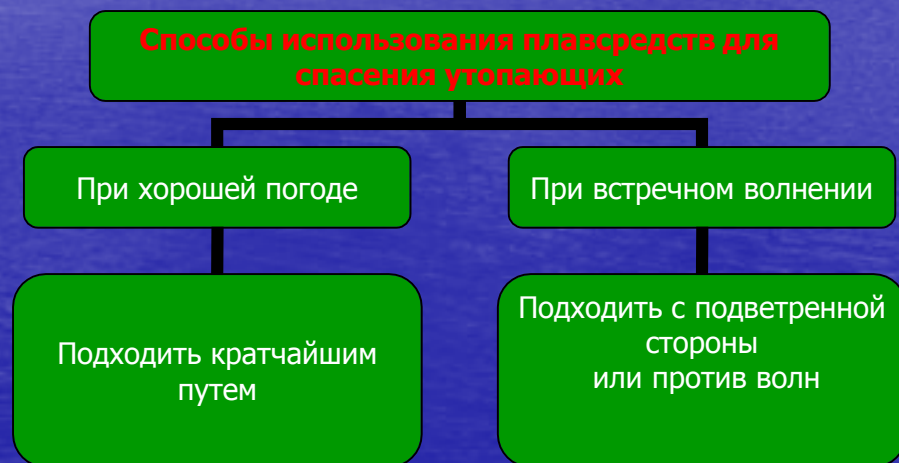 Способы использования плавсредств для
спасения утопающих
При хорошей погоде
При встречном волнении
Подходить кратчайшим
путем
Подходить с подветренной
стороны
или против волн